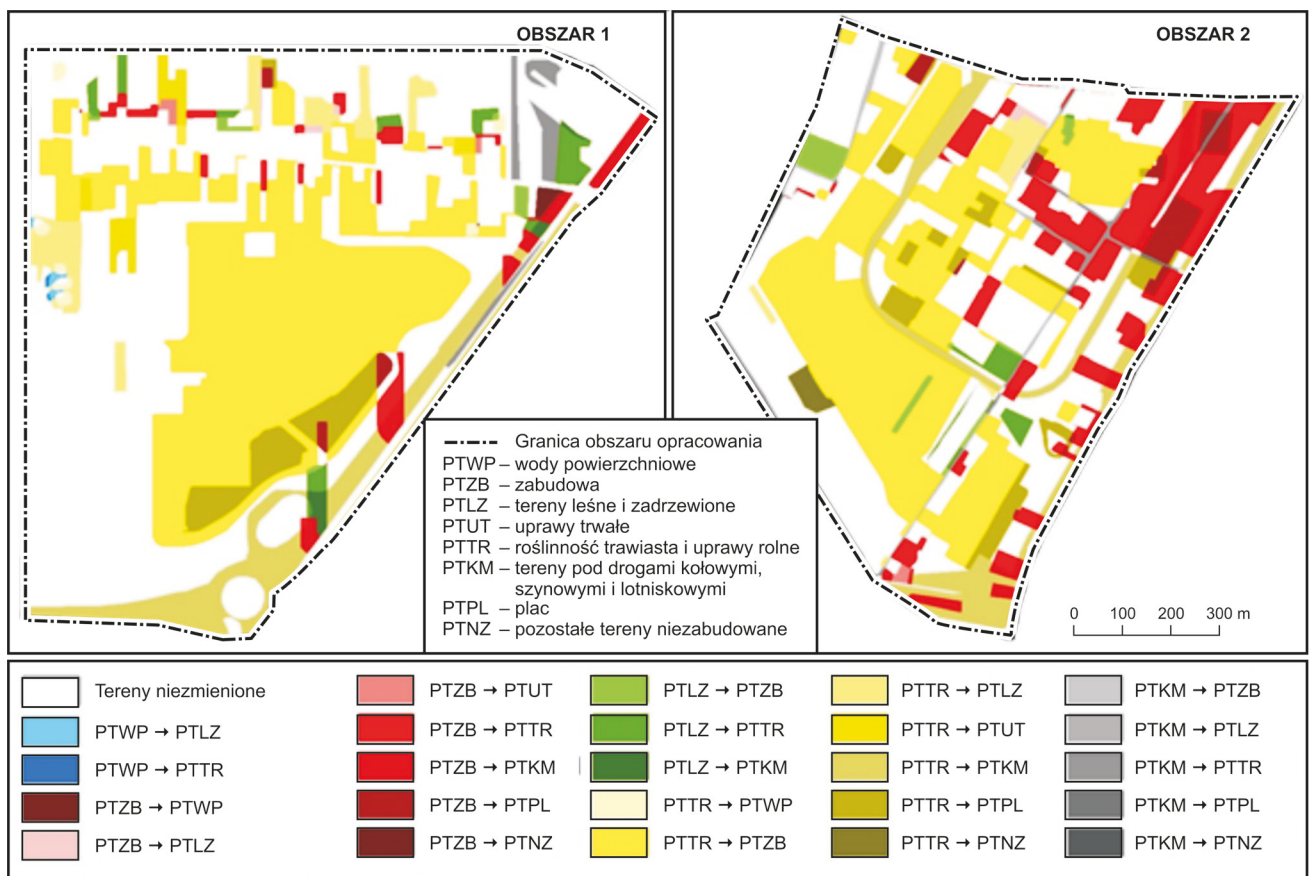 OBSZAR 1
OBSZAR 2
Granica obszaru opracowania
PTWP – wody powierzchniowe
PTZB – zabudowa
PTLZ – tereny leśne i zadrzewione
PTUT – uprawy trwałe
PTTR – roślinność trawiasta i uprawy rolne
PTKM – tereny pod drogami kołowymi,
szynowymi i lotniskowymi
PTPL – plac
PTNZ – pozostałe tereny niezabudowane
0 100 200 300 m
Tereny niezmienione
PTWP → PTLZ
PTWP → PTTR
PTZB → PTWP
PTZB → PTLZ
PTZB → PTUT
PTZB → PTTR
PTZB → PTKM
PTZB → PTPL
PTZB → PTNZ
PTLZ → PTZB
PTLZ → PTTR
PTLZ → PTKM
PTTR → PTWP
PTTR → PTZB
PTTR → PTLZ
PTTR → PTUT
PTTR → PTKM
PTTR → PTPL
PTTR → PTNZ
PTKM → PTZB
PTKM → PTLZ
PTKM → PTTR
PTKM → PTPL
PTKM → PTNZ